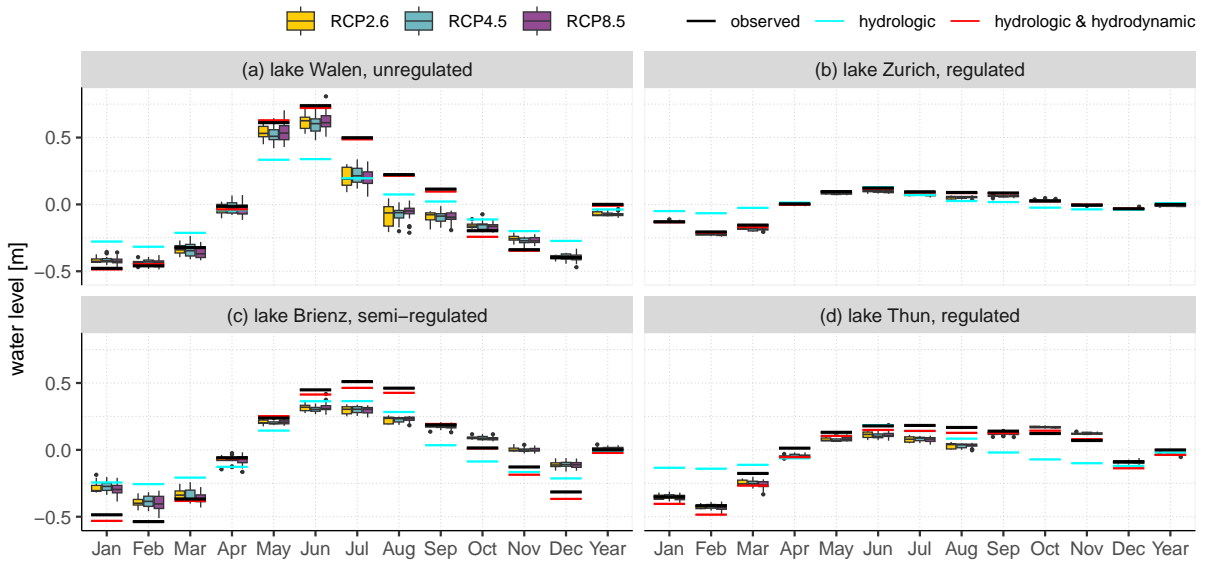 RCP2.6 RCP4.5 RCP8.5 observed hydrologic hydrologic & hydrodynamic
(a) lake Walen, unregulated (b) lake Zurich, regulated
0.5
0.0
−0.5
water level [m]
(c) lake Brienz, semi−regulated (d) lake Thun, regulated
0.5
0.0
−0.5
Jan Feb Mar Apr May Jun Jul Aug Sep Oct Nov Dec Year Jan Feb Mar Apr May Jun Jul Aug Sep Oct Nov Dec Year